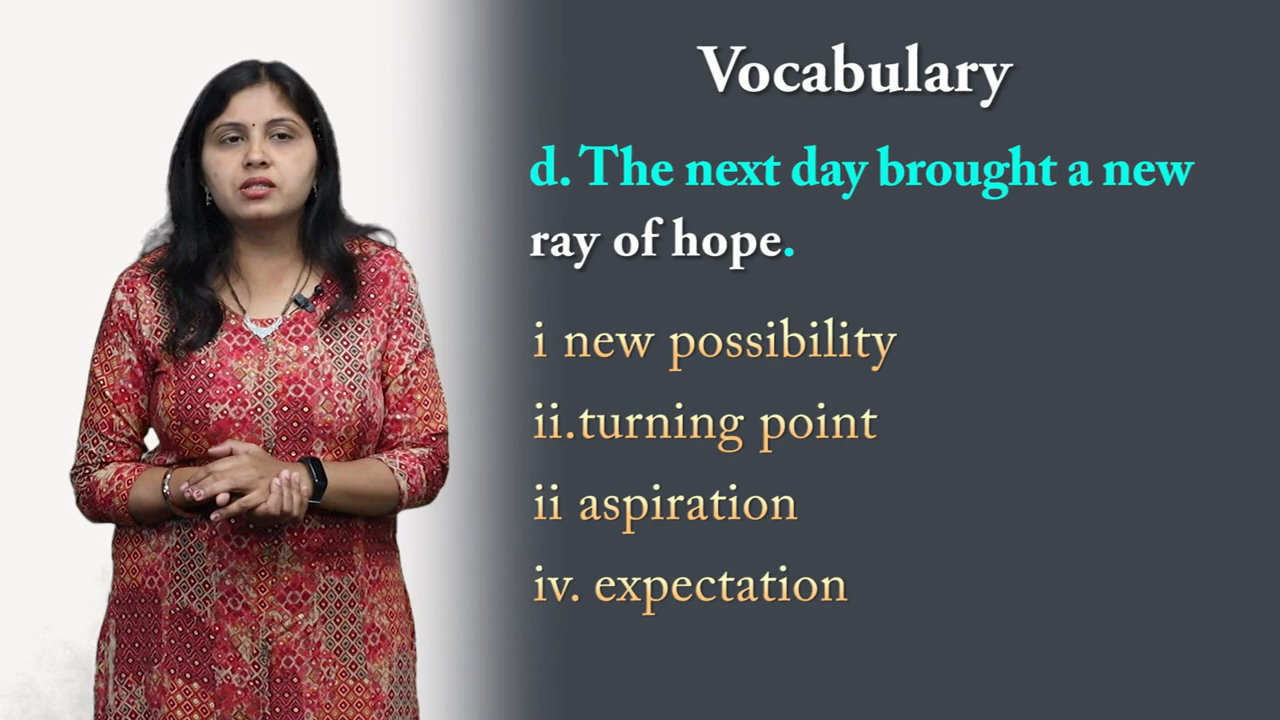 Vocabulary
d. The next day brought a new
ray of hope.
i new possibility
ii.turning point
ii aspiration
iv. expectation